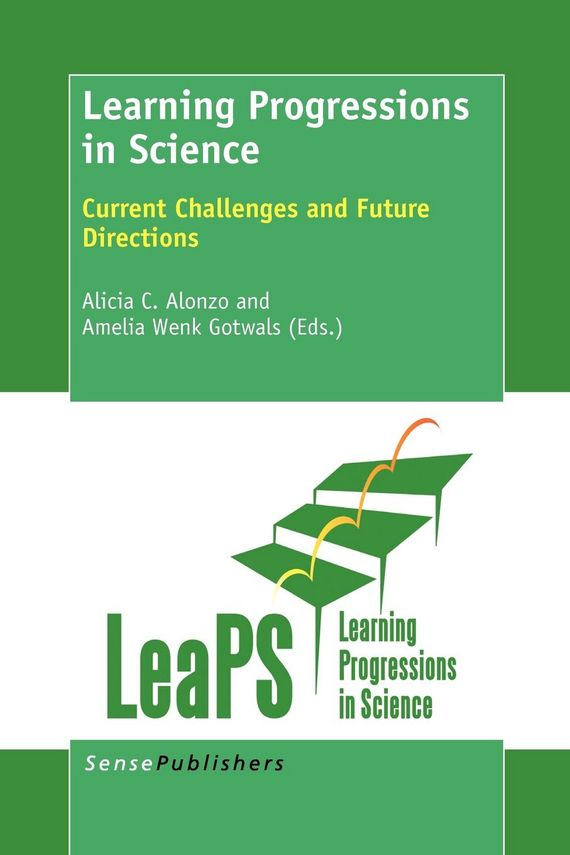 Learning Progressions
in Science
Current Challenges and Future
Directions
Alicia C. Alonzo and
Amelia Wenk Gotwals (Eds.)
LeaPS
Learning
Progressions
in Science
SensePublishers